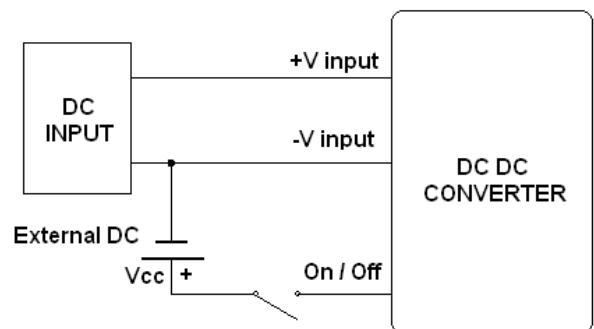 +V input
DC
INPUT
-V input
DC DC
CONVERTER
External DC
Vcc +
On / Off